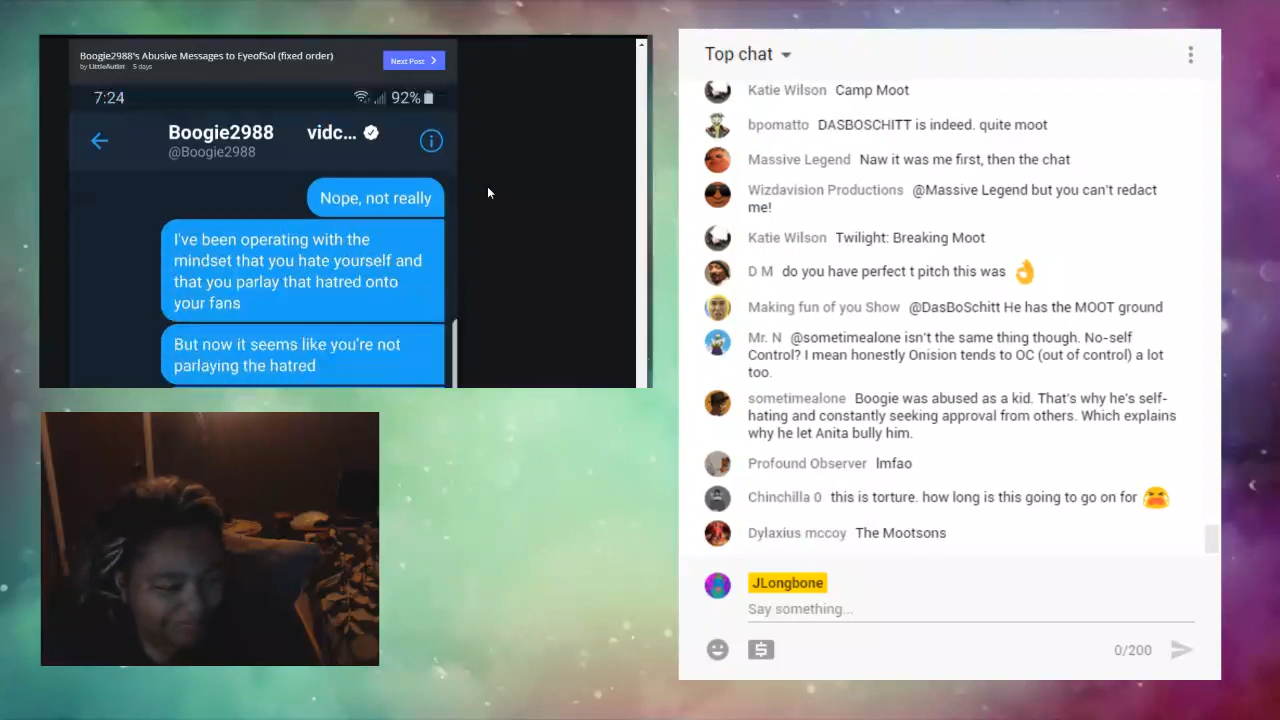 Boogie2988's Abusive Messages to EyeofSol (fixed order)
by LittleAutist 5 days
Next Post
7:24
92%
Boogie2988 vidc...
@Boogie2988
Nope, not really
I've been operating with the
mindset that you hate yourself and
that you parlay that hatred onto
your fans
But now it seems like you're not
parlaying the hatred
Top chat
Katie Wilson Camp Moot
bpomatto DASBOSCHITT is indeed. quite moot
Massive Legend Naw it was me first, then the chat
Wizdavision Productions @Massive Legend but you can't redact
me!
Katie Wilson Twilight: Breaking Moot
D M do you have perfect t pitch this was 👌
Making fun of you Show @DasBoSchitt He has the MOOT ground
Mr. N @sometimealone isn't the same thing though. No-self
Control? I mean honestly Onision tends to OC (out of control) a lot
too.
sometimealone Boogie was abused as a kid. That's why he's self-
hating and constantly seeking approval from others. Which explains
why he let Anita bully him.
Profound Observer lmfao
Chinchilla 0 this is torture. how long is this going to go on for 😫
Dylaxius mccoy The Mootsons
JLongbone
Say something...
0/200